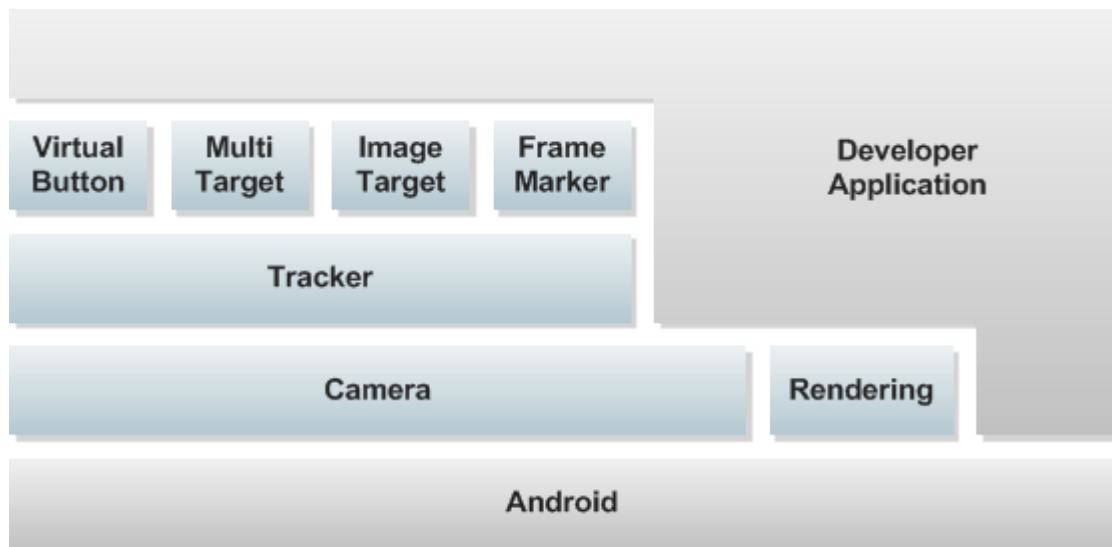 Virtual
Button
Multi
Target
Image
Target
Frame
Marker
Developer
Application
Tracker
Camera
Rendering
Android